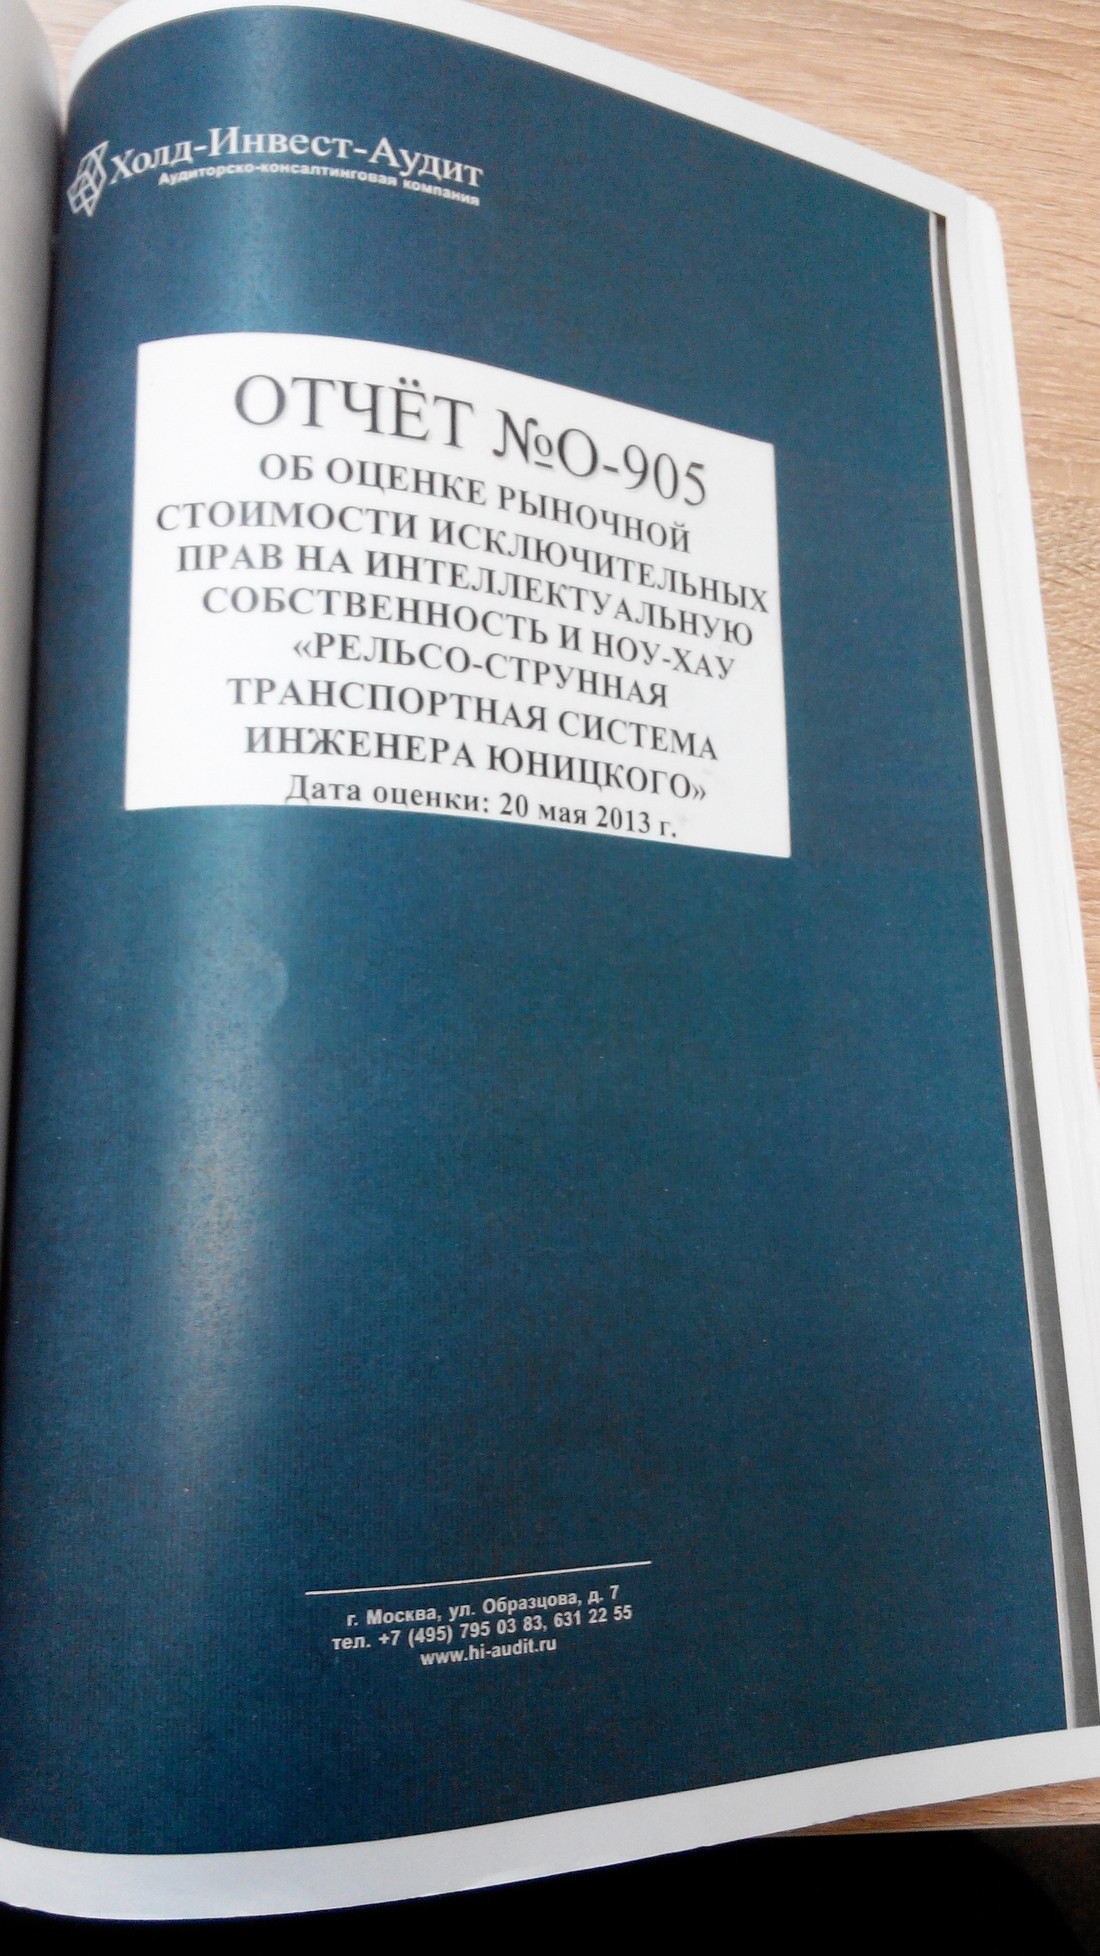 Холд-Инвест-Аудит
Аудиторско-консалтинговая компания
ОТЧЁТ №О-905
ОБ ОЦЕНКЕ РЫНОЧНОЙ
СТОИМОСТИ ИСКЛЮЧИТЕЛЬНЫХ
ПРАВ НА ИНТЕЛЛЕКТУАЛЬНУЮ
СОБСТВЕННОСТЬ И НОУ-ХАУ
«РЕЛЬСО-СТРУННАЯ
ТРАНСПОРТНАЯ СИСТЕМА
ИНЖЕНЕРА ЮНИЦКОГО»
Дата оценки: 20 мая 2013 г.
г. Москва, ул. Образцова, д. 7
тел. +7 (495) 795 03 83, 631 22 55
www.hi-audit.ru